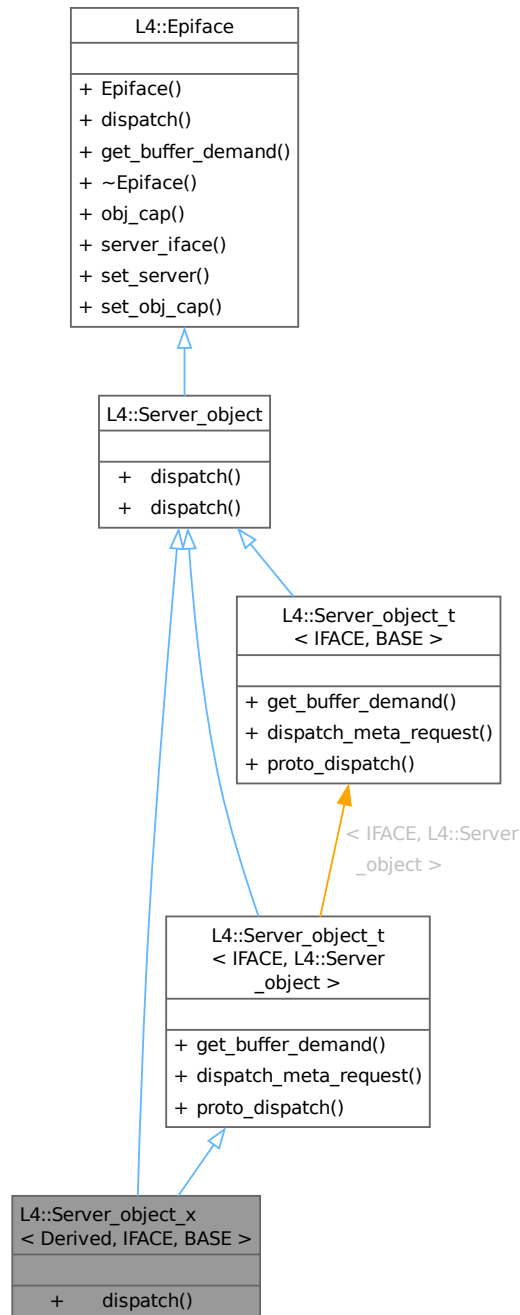 L4::Epiface
+ Epiface()
+ dispatch()
+ get_buffer_demand()
+ ~Epiface()
+ obj_cap()
+ server_iface()
+ set_server()
+ set_obj_cap()
L4::Server_object
+ dispatch()
+ dispatch()
L4::Server_object_t
< IFACE, BASE >
+ get_buffer_demand()
+ dispatch_meta_request()
+ proto_dispatch()
< IFACE, L4::Server
_object >
L4::Server_object_t
< IFACE, L4::Server
_object >
+ get_buffer_demand()
+ dispatch_meta_request()
+ proto_dispatch()
L4::Server_object_x
< Derived, IFACE, BASE >
+ dispatch()